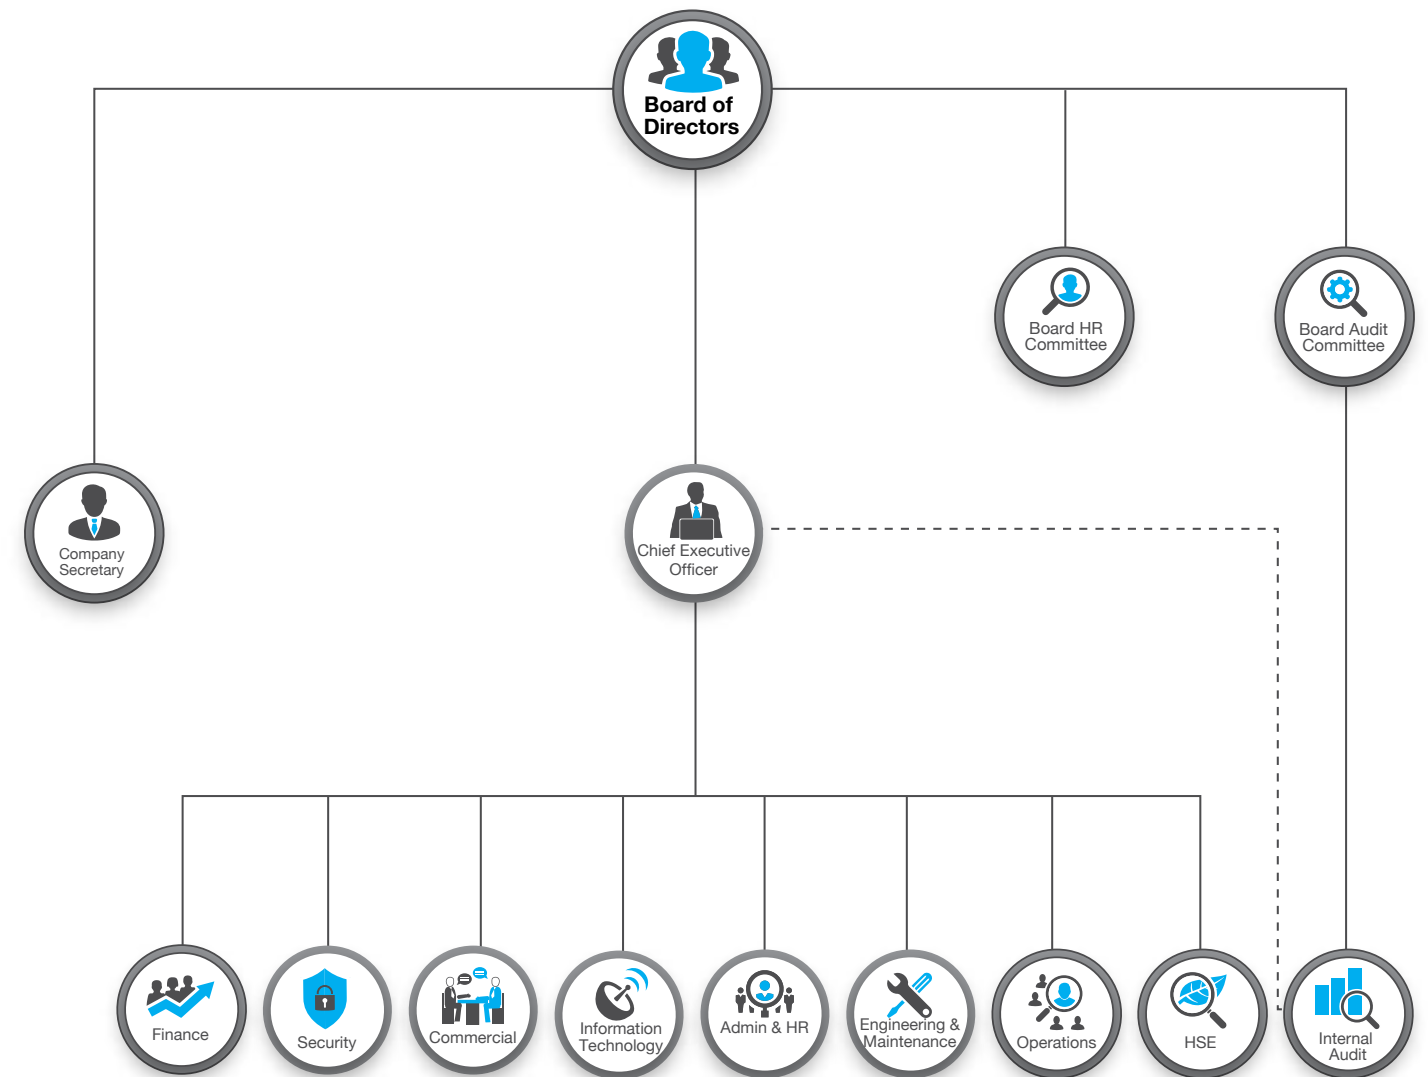 Board of
Directors
Board HR
Committee
Board Audit
Committee
Company
Secretary
Chief Executive
Officer
Finance
Security
Commercial
Information
Technology
Admin & HR
Engineering &
Maintenance
Operations
HSE
Internal
Audit